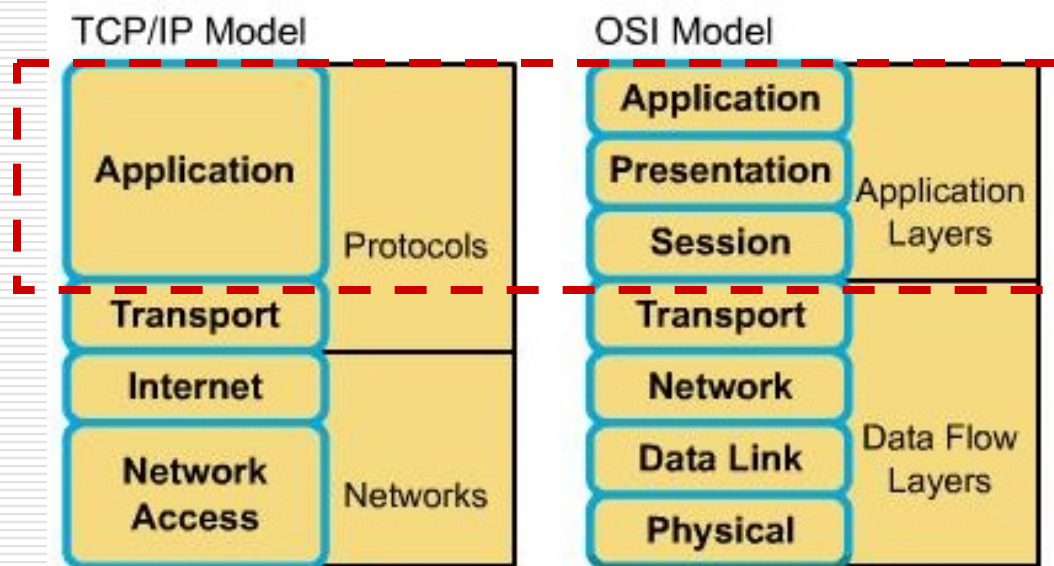 TCP/IP Model
Application
Transport
Internet
Network
Access
Protocols
Networks
OSI Model
Application
Presentation
Session
Transport
Network
Data Link
Physical
Application
Layers
Data Flow
Layers